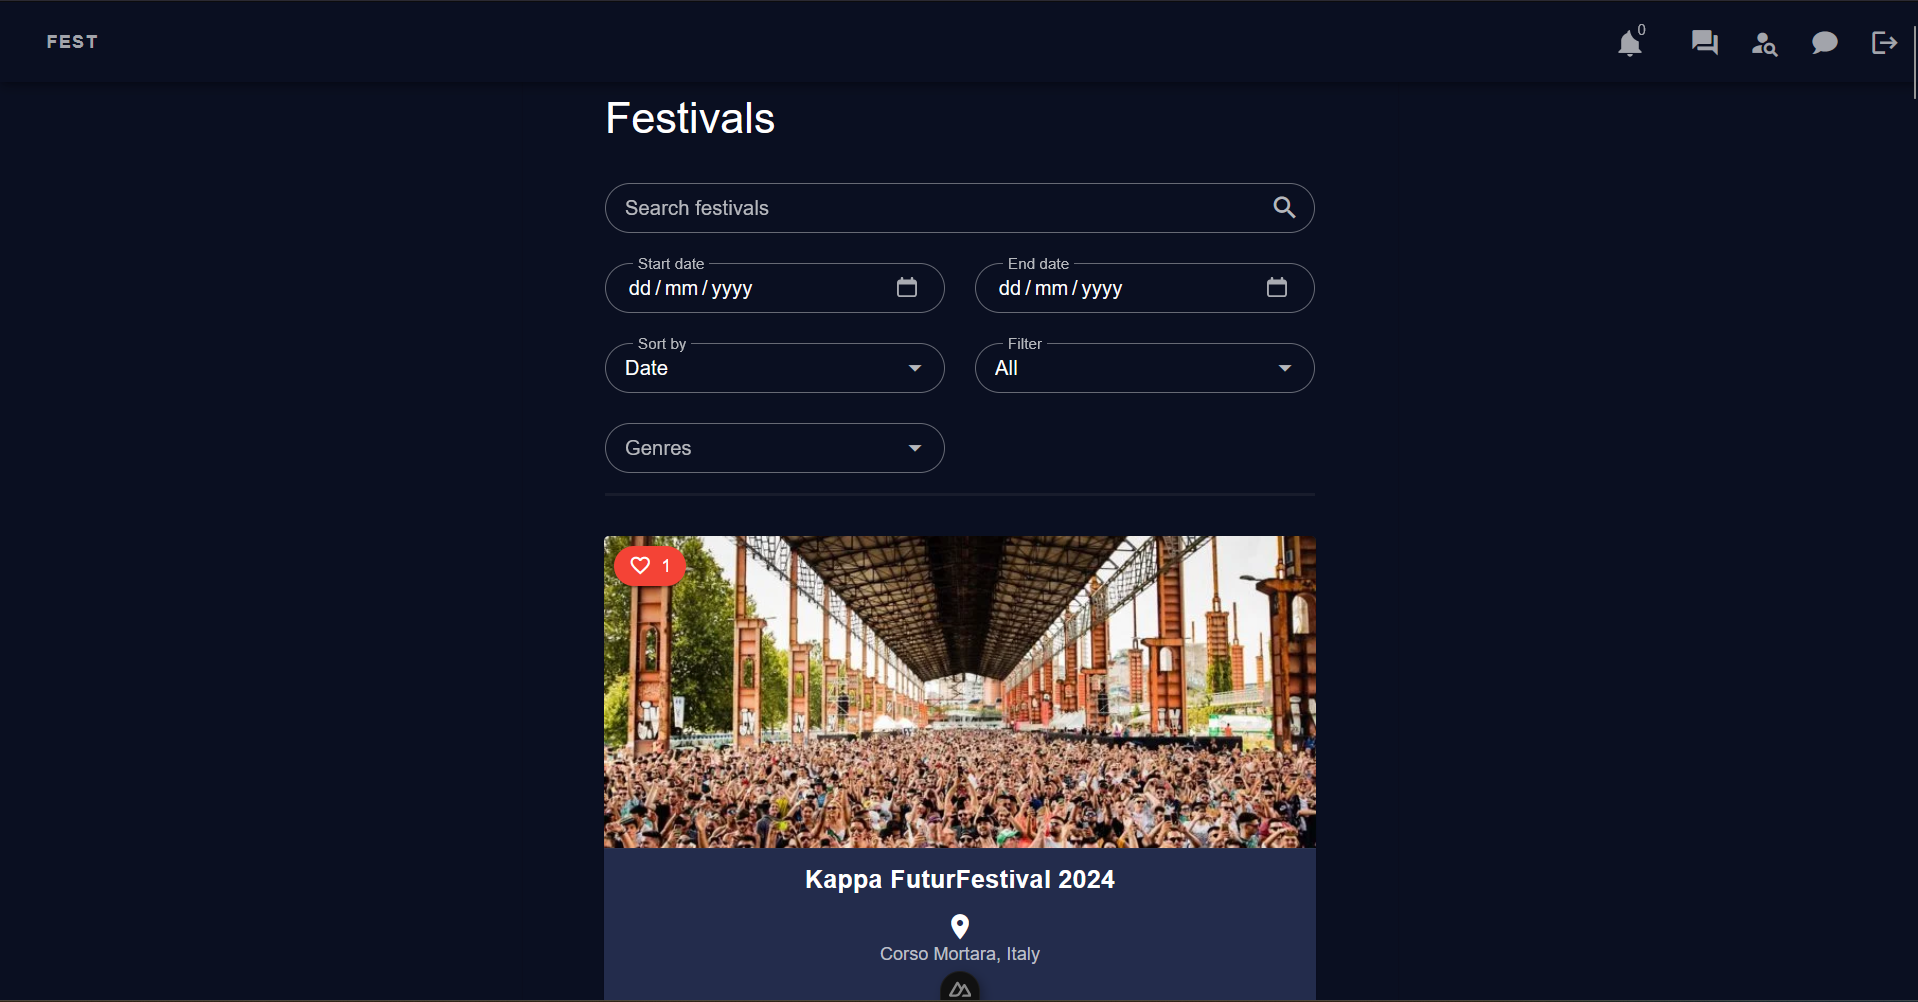 FEST
0
Festivals
Search festivals
Start date
dd/mm/yyyy
End date
dd/mm/yyyy
Sort by
Date
Filter
All
Genres
1
Kappa FuturFestival 2024
Corso Mortara, Italy